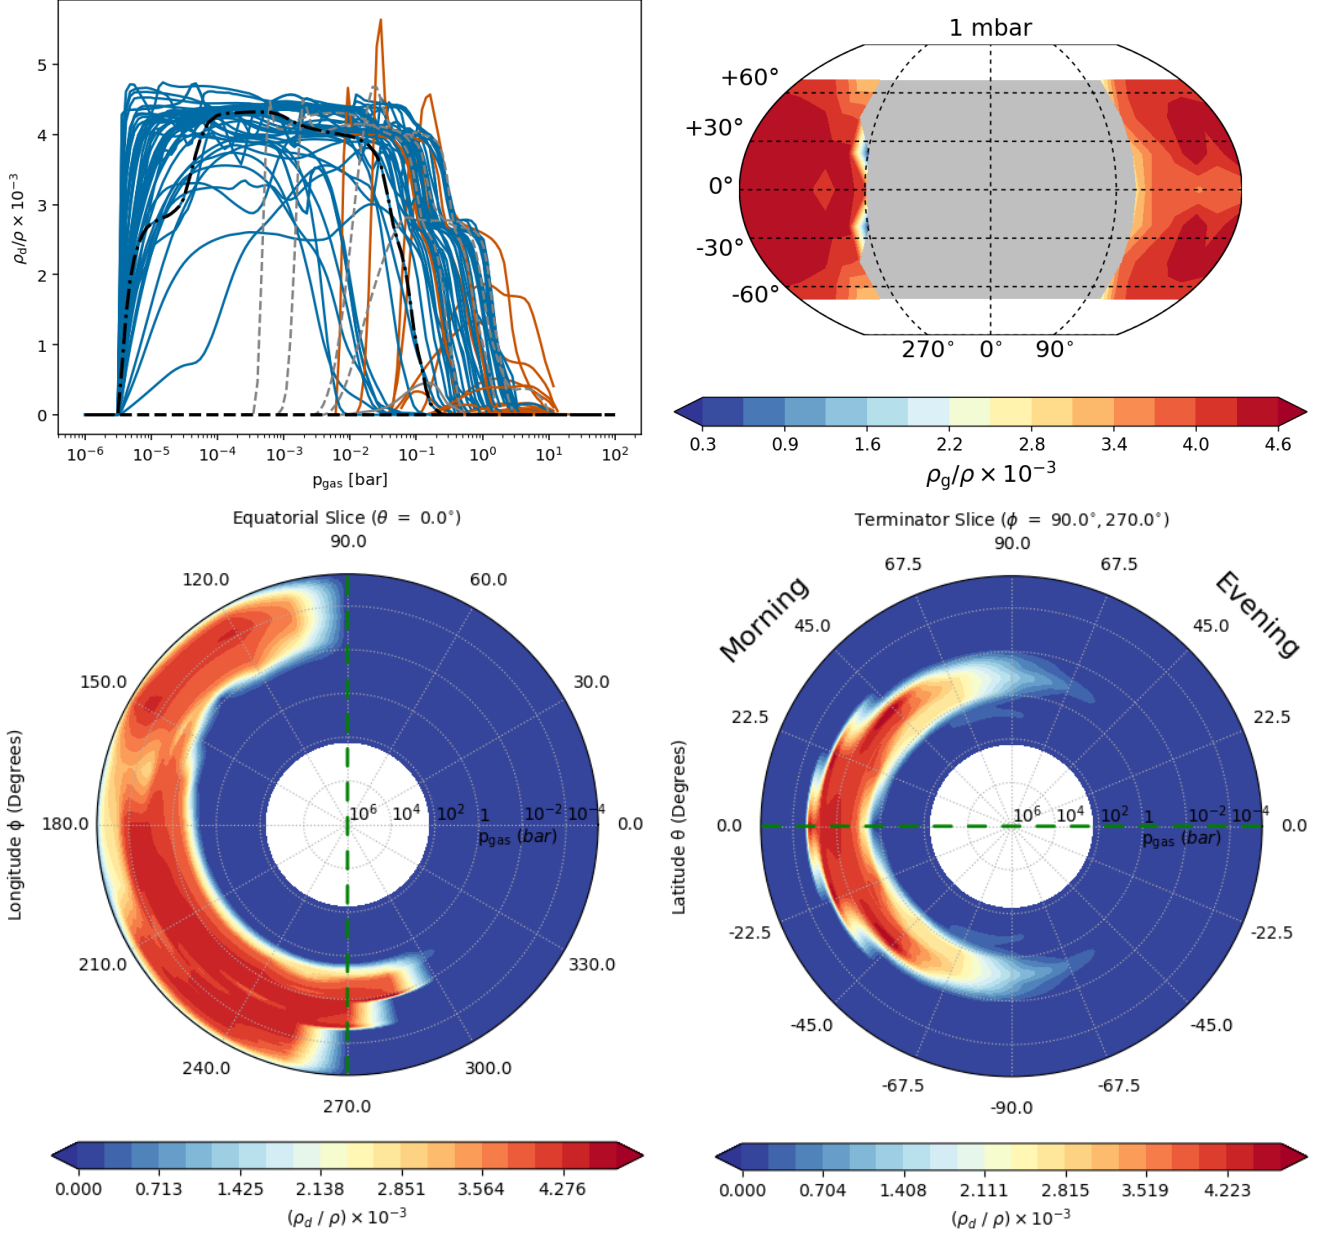 5
4
3
2
1
0
ρd/ρ × 10⁻³
10⁻⁶ 10⁻⁵ 10⁻⁴ 10⁻³ 10⁻² 10⁻¹ 10⁰ 10¹ 10²
pgas [bar]
1 mbar
+60°
+30°
0°
-30°
-60°
270° 0° 90°
0.3 0.9 1.6 2.2 2.8 3.4 4.0 4.6
ρg/ρ × 10⁻³
Equatorial Slice (θ = 0.0°)
90.0
120.0 60.0
150.0 30.0
180.0 0.0
210.0 330.0
240.0 300.0
270.0
10⁶ 10⁴ 10² 1 10⁻² 10⁻⁴
pgas (bar)
Longitude ϕ (Degrees)
0.000 0.713 1.425 2.138 2.851 3.564 4.276
(ρd / ρ) × 10⁻³
Terminator Slice (ϕ = 90.0°, 270.0°)
90.0
67.5 67.5
Morning Evening
45.0 45.0
22.5 22.5
0.0 0.0
-22.5 -22.5
-45.0 -45.0
-67.5 -67.5
-90.0
10⁶ 10⁴ 10² 1 10⁻² 10⁻⁴
pgas (bar)
Latitude θ (Degrees)
0.000 0.704 1.408 2.111 2.815 3.519 4.223
(ρd / ρ) × 10⁻³